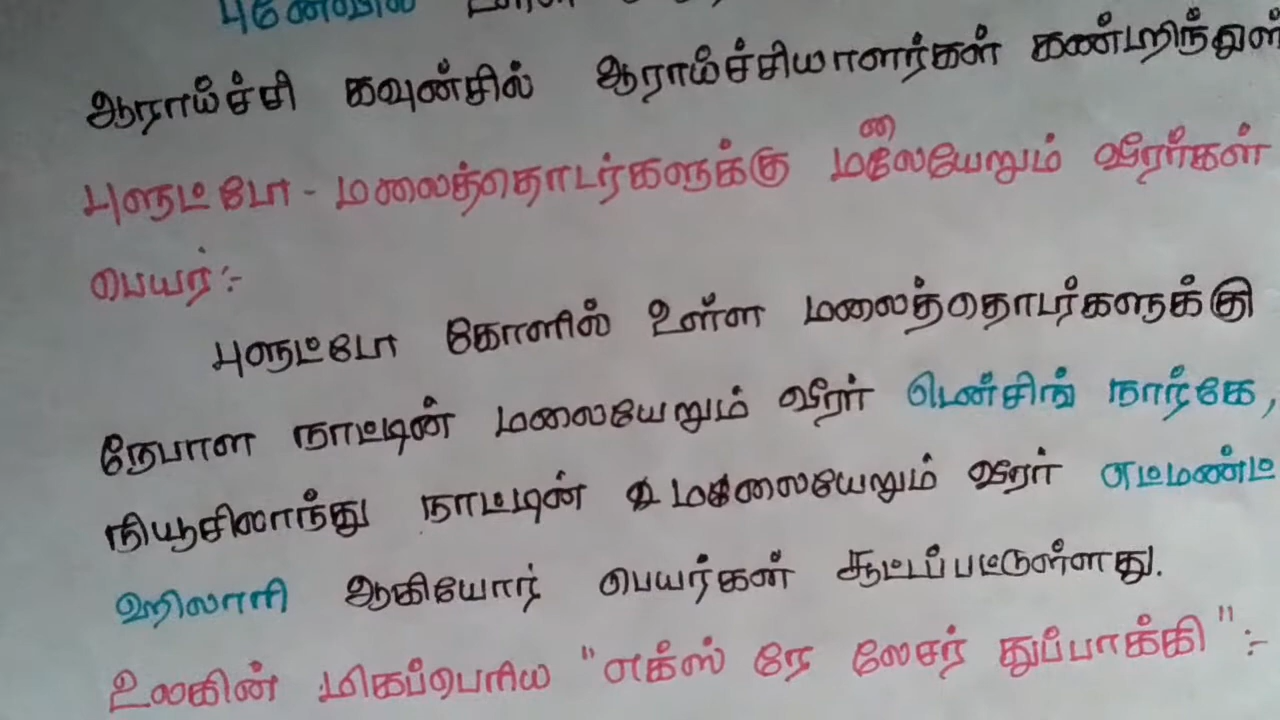 புனேவில் உள்ள
ஆராய்ச்சி கவுன்சில் ஆராய்ச்சியாளர்கள் கண்டறிந்துள்
புளூட்டோ - மலைத்தொடர்களுக்கு மலையேறும் வீரர்கள்
பெயர்:-
புளூட்டோ கோளில் உள்ள மலைத்தொடர்களுக்கு
நேபாள நாட்டின் மலையேறும் வீரர் டென்சிங் நார்கே,
நியூசிலாந்து நாட்டின் மலையேறும் வீரர் எட்மண்ட்
ஹிலாரி ஆகியோர் பெயர்கள் சூட்டப்பட்டுள்ளது.
உலகின் மிகப்பெரிய "எக்ஸ் ரே லேசர் துப்பாக்கி":-